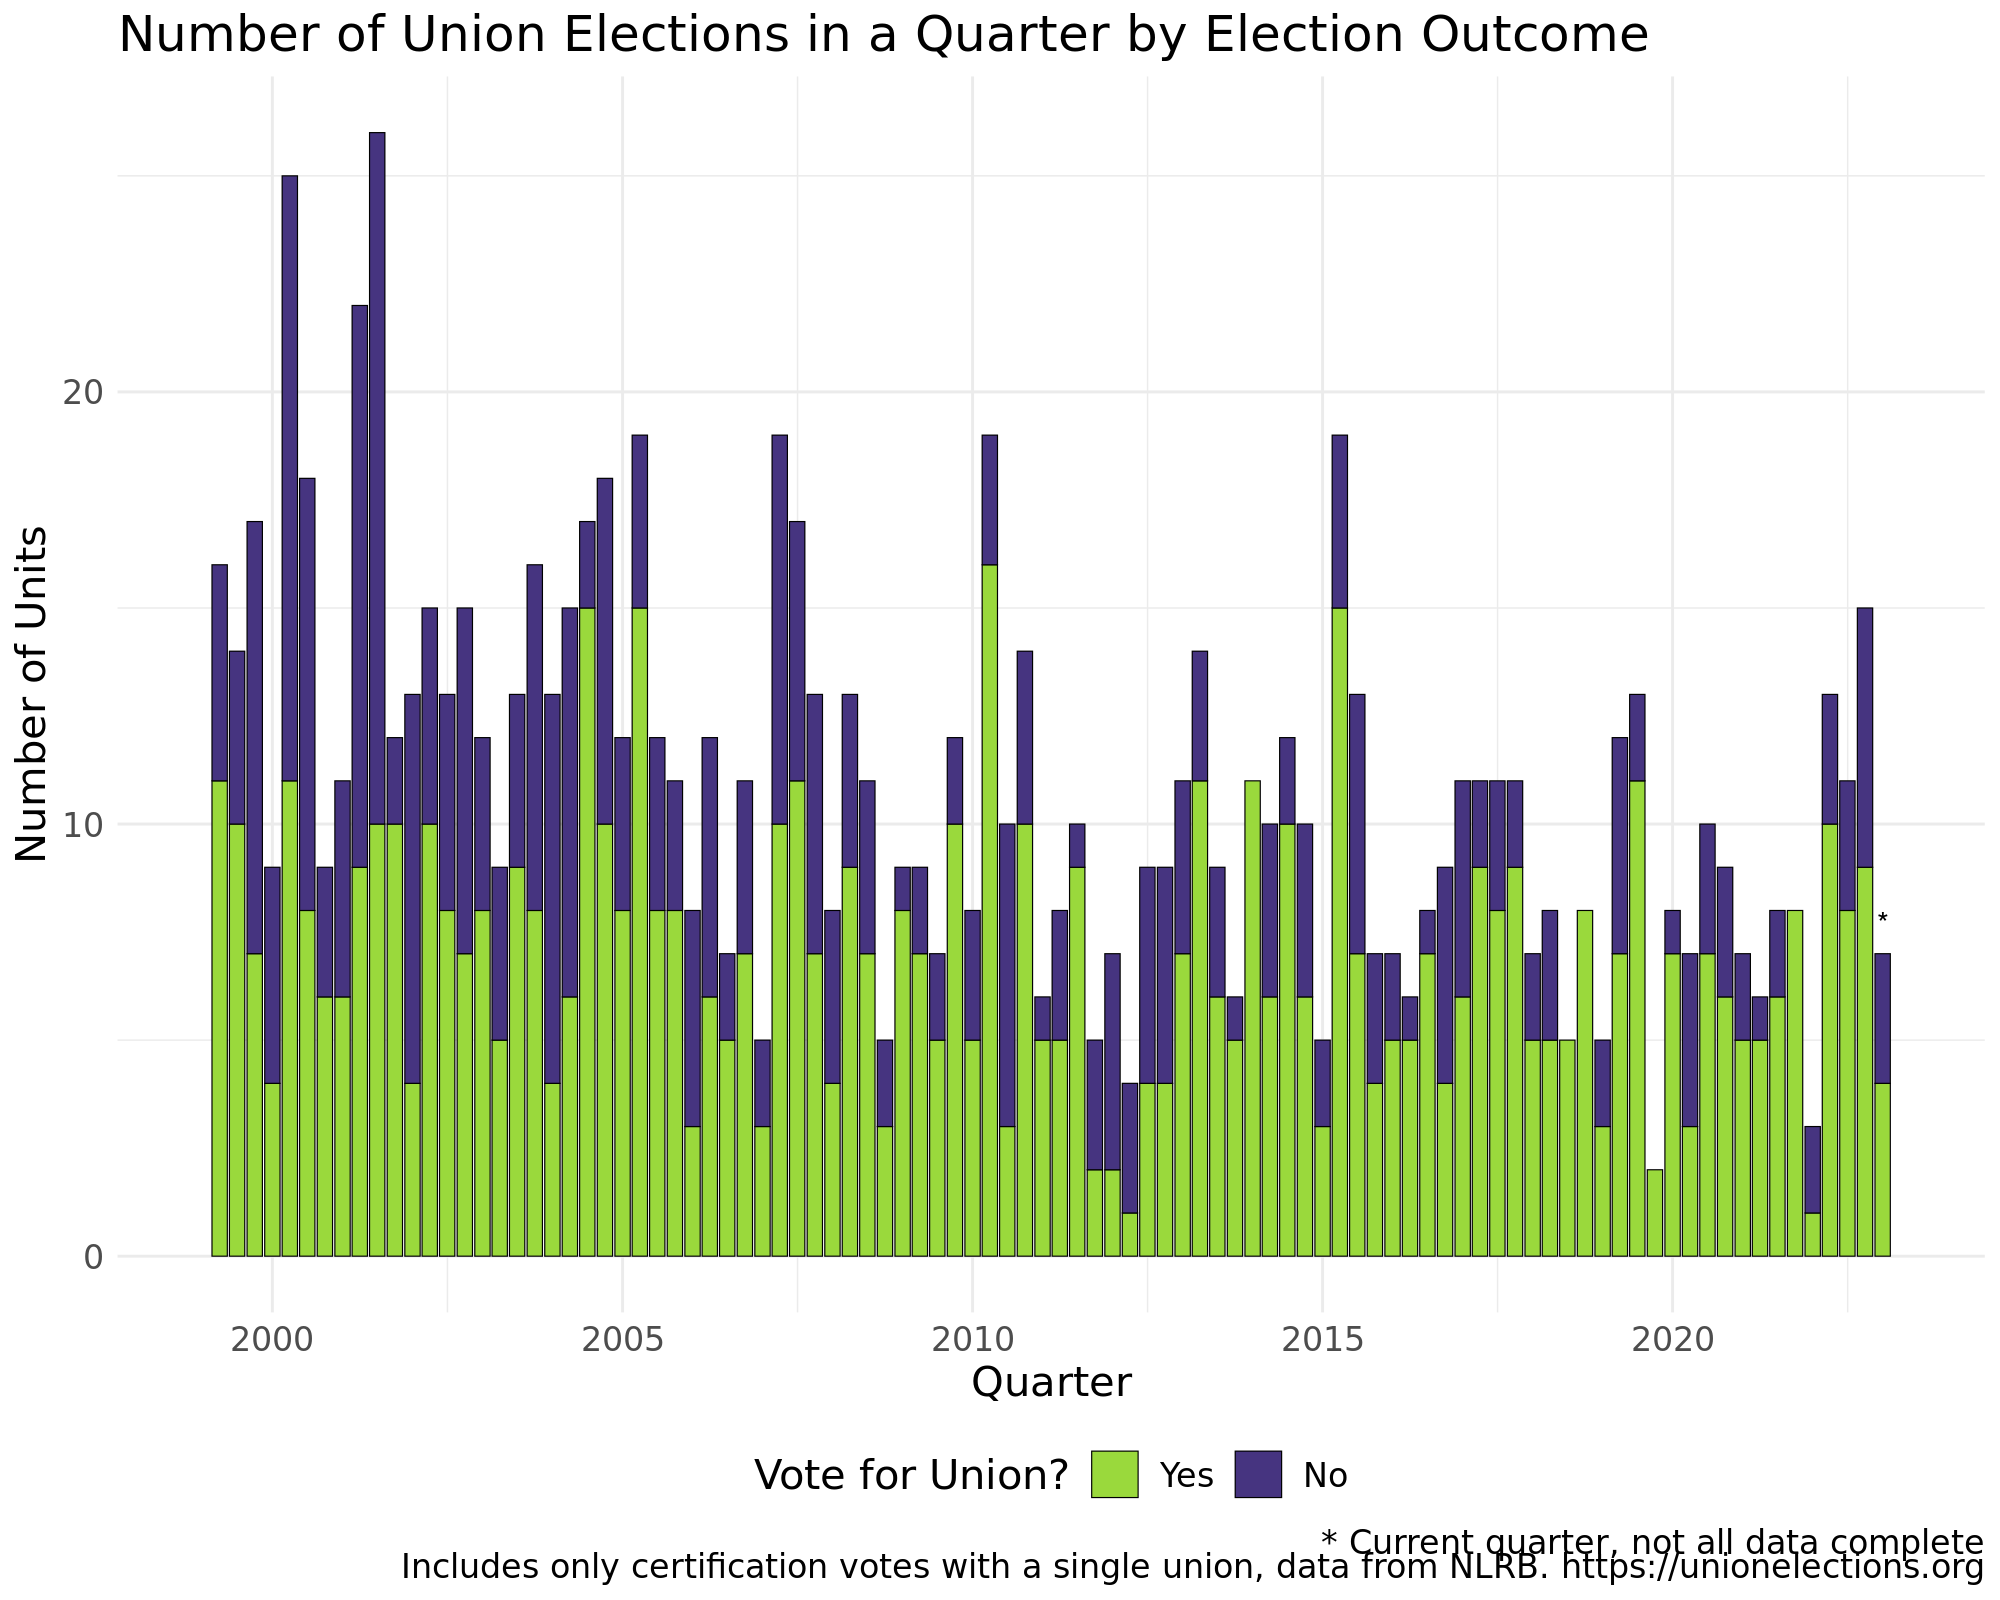 Number of Union Elections in a Quarter by Election Outcome
Number of Units
20
10
0
*
2000 2005 2010 2015 2020
Quarter
Vote for Union? Yes No
* Current quarter, not all data complete
Includes only certification votes with a single union, data from NLRB. https://unionelections.org